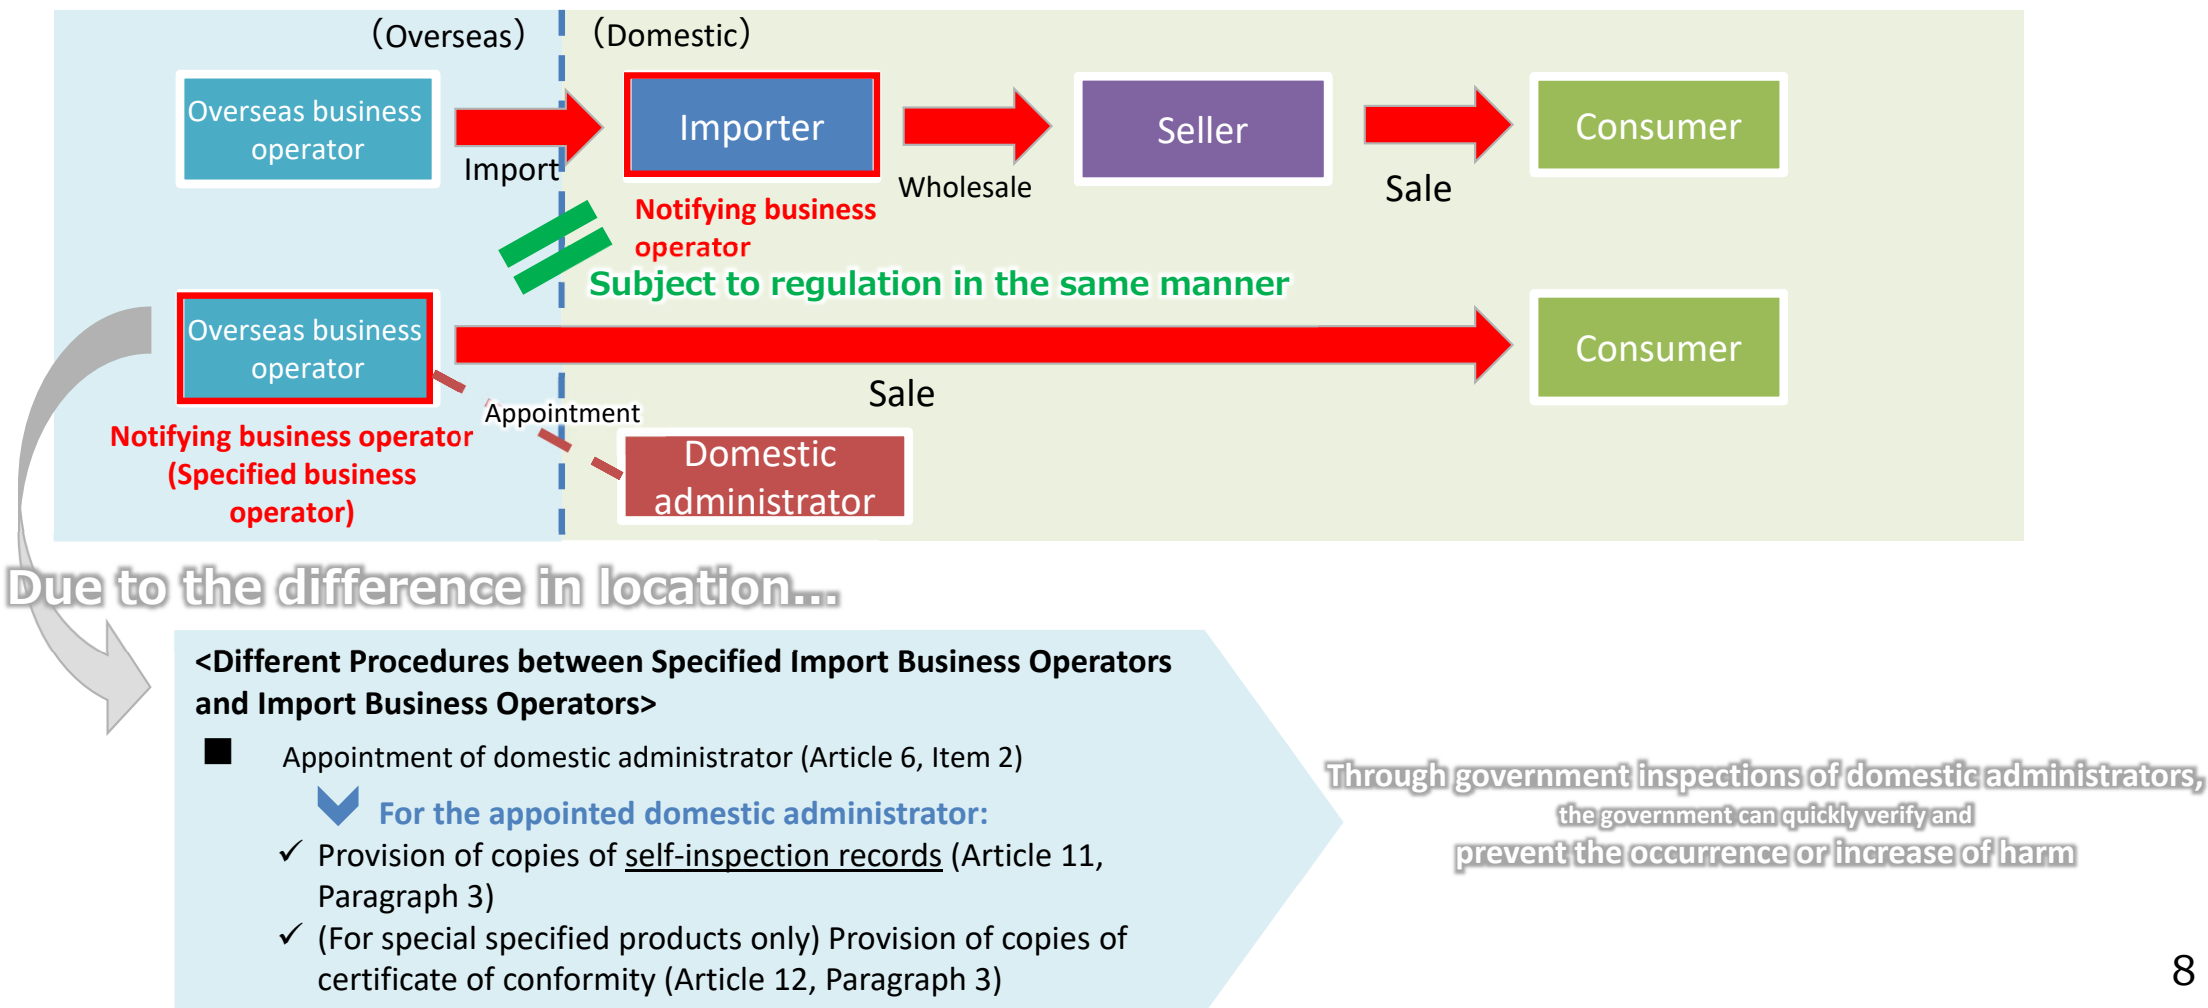 （Overseas）
（Domestic）
Overseas business
operator
Import
Importer
Notifying business
operator
Wholesale
Seller
Sale
Consumer
Subject to regulation in the same manner
Overseas business
operator
Notifying business operator
(Specified business
operator)
Appointment
Domestic
administrator
Sale
Consumer
Due to the difference in location...
<Different Procedures between Specified Import Business Operators
and Import Business Operators>
■ Appointment of domestic administrator (Article 6, Item 2)
For the appointed domestic administrator:
✓ Provision of copies of self-inspection records (Article 11,
Paragraph 3)
✓ (For special specified products only) Provision of copies of
certificate of conformity (Article 12, Paragraph 3)
Through government inspections of domestic administrators,
the government can quickly verify and
prevent the occurrence or increase of harm
8